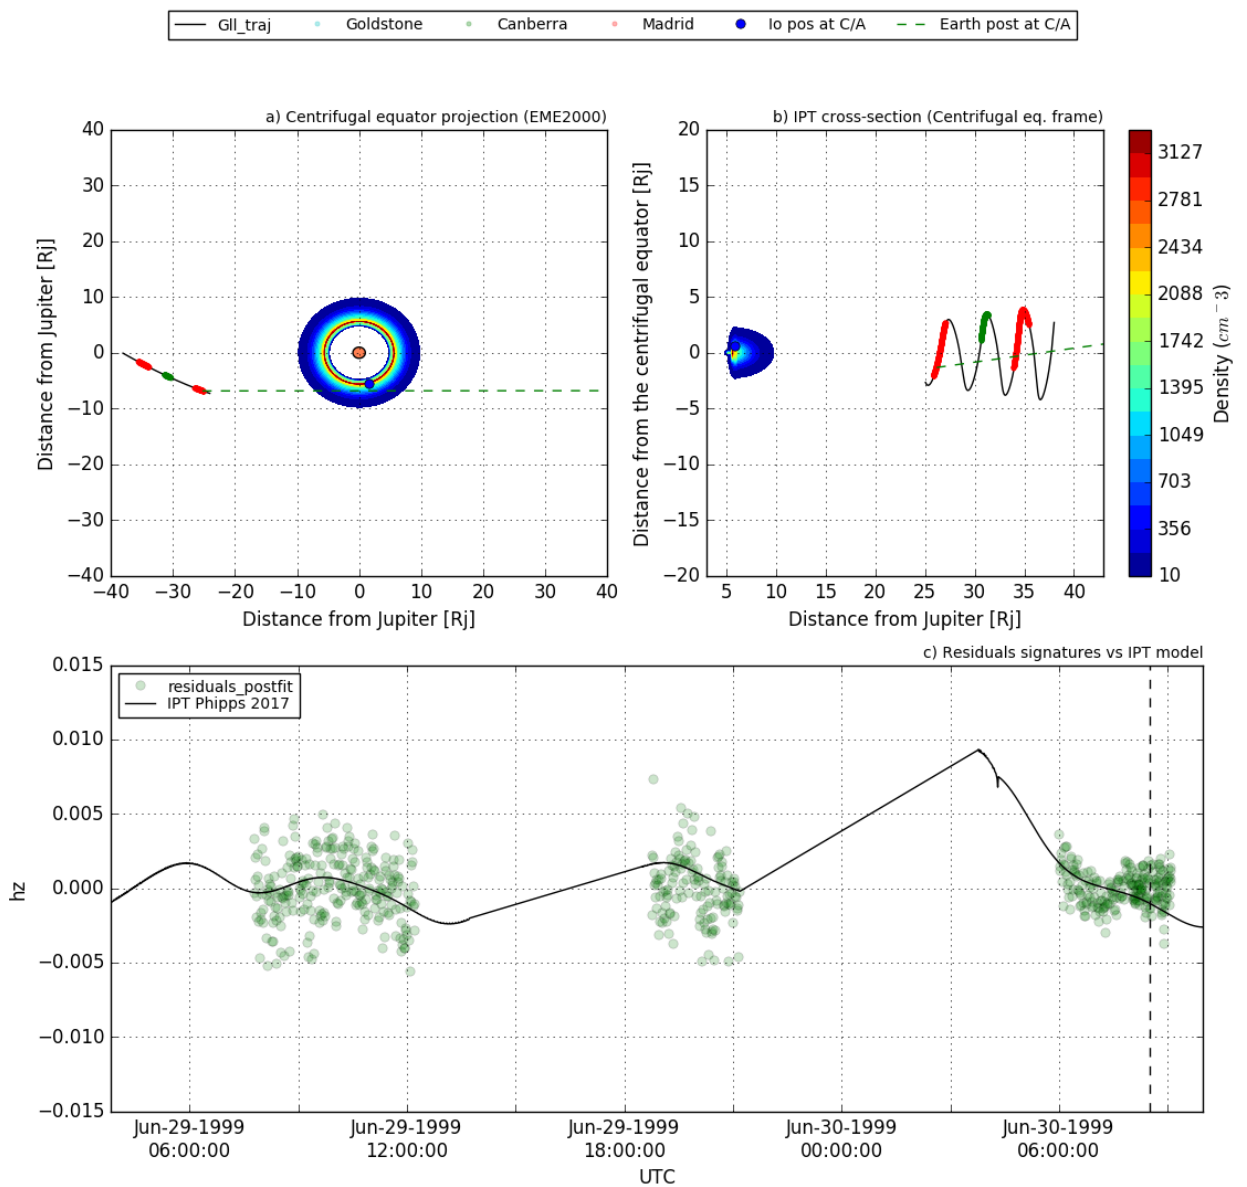 Gll_traj Goldstone Canberra Madrid Io pos at C/A Earth post at C/A
a) Centrifugal equator projection (EME2000)
40
30
20
10
0
−10
−20
−30
−40
−40 −30 −20 −10 0 10 20 30 40
Distance from Jupiter [Rj]
Distance from Jupiter [Rj]
b) IPT cross-section (Centrifugal eq. frame)
20
15
10
5
0
−5
−10
−15
−20
5 10 15 20 25 30 35 40
Distance from Jupiter [Rj]
Distance from the centrifugal equator [Rj]
3127
2781
2434
2088
1742
1395
1049
703
356
10
Density (cm⁻3)
c) Residuals signatures vs IPT model
residuals_postfit
IPT Phipps 2017
0.015
0.010
0.005
0.000
−0.005
−0.010
−0.015
hz
Jun-29-1999 Jun-29-1999 Jun-29-1999 Jun-30-1999 Jun-30-1999
06:00:00 12:00:00 18:00:00 00:00:00 06:00:00
UTC